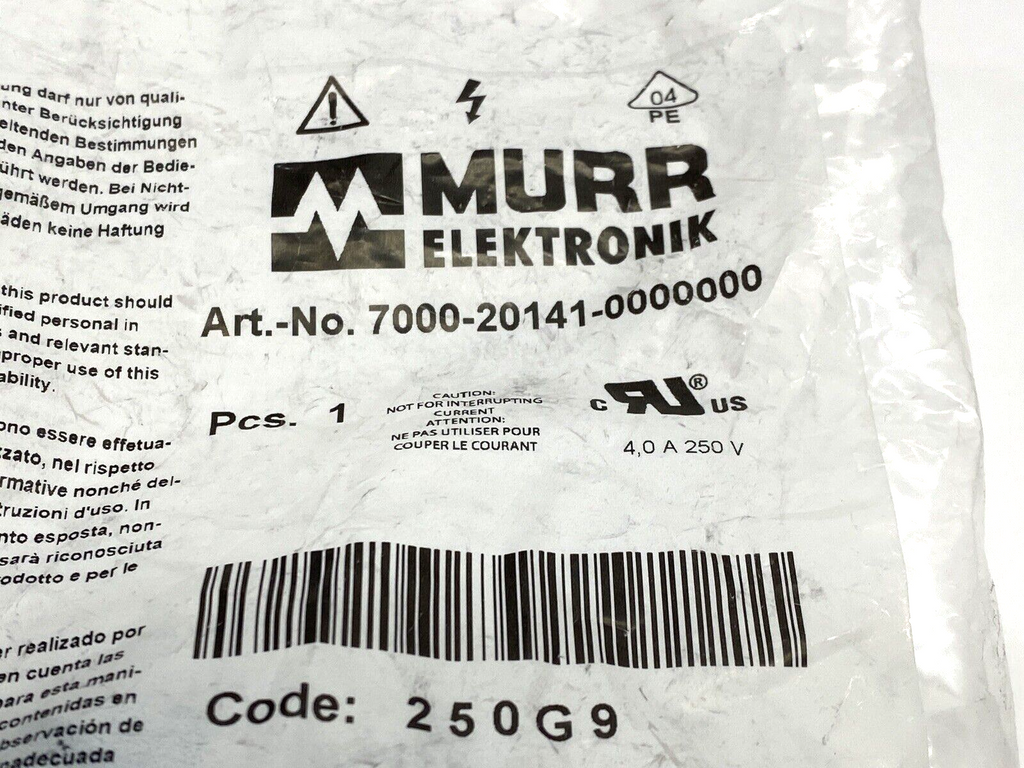 ung darf nur von quali-
nter Berücksichtigung
eltenden Bestimmungen
den Angaben der Bedie-
ührt werden. Bei Nicht-
gemäßem Umgang wird
äden keine Haftung
this product should
ified personal in
s and relevant stan-
proper use of this
ability.
ono essere effetua-
zzato, nel rispetto
rmative nonché del-
truzioni d'uso. In
nto esposta, non-
sarà riconosciuta
odotto e per le
er realizado por
en cuenta las
para esta mani-
contenidas en
bservación de
nadecuada
04
PE
MURR
ELEKTRONIK
Art.-No. 7000-20141-0000000
Pcs. 1
CAUTION:
NOT FOR INTERRUPTING
CURRENT
ATTENTION:
NE PAS UTILISER POUR
COUPER LE COURANT
c RU® US
4,0 A 250 V
Code: 250G9